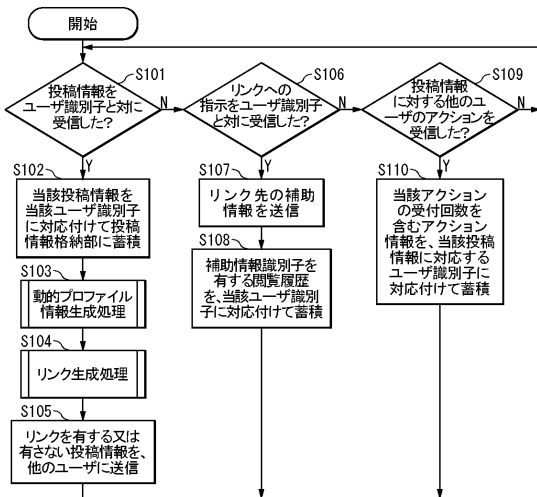 開始
S101
投稿情報を
ユーザ識別子と対に
受信した?
N
Y
S102
当該投稿情報を
当該ユーザ識別子
に対応付けて投稿
情報格納部に蓄積
S103
動的プロファイル
情報生成処理
S104
リンク生成処理
S105
リンクを有する又は
有さない投稿情報を、
他のユーザに送信
S106
リンクへの
指示をユーザ識別子
と対に受信した?
N
Y
S107
リンク先の補助
情報を送信
S108
補助情報識別子を
有する閲覧履歴
を、当該ユーザ識別
子に対応付けて蓄積
S109
投稿情報
に対する他のユ
ーザのアクションを
受信した?
N
Y
S110
当該アクション
の受付回数を
含むアクション
情報を、当該投稿
情報に対応する
ユーザ識別子に
対応付けて蓄積